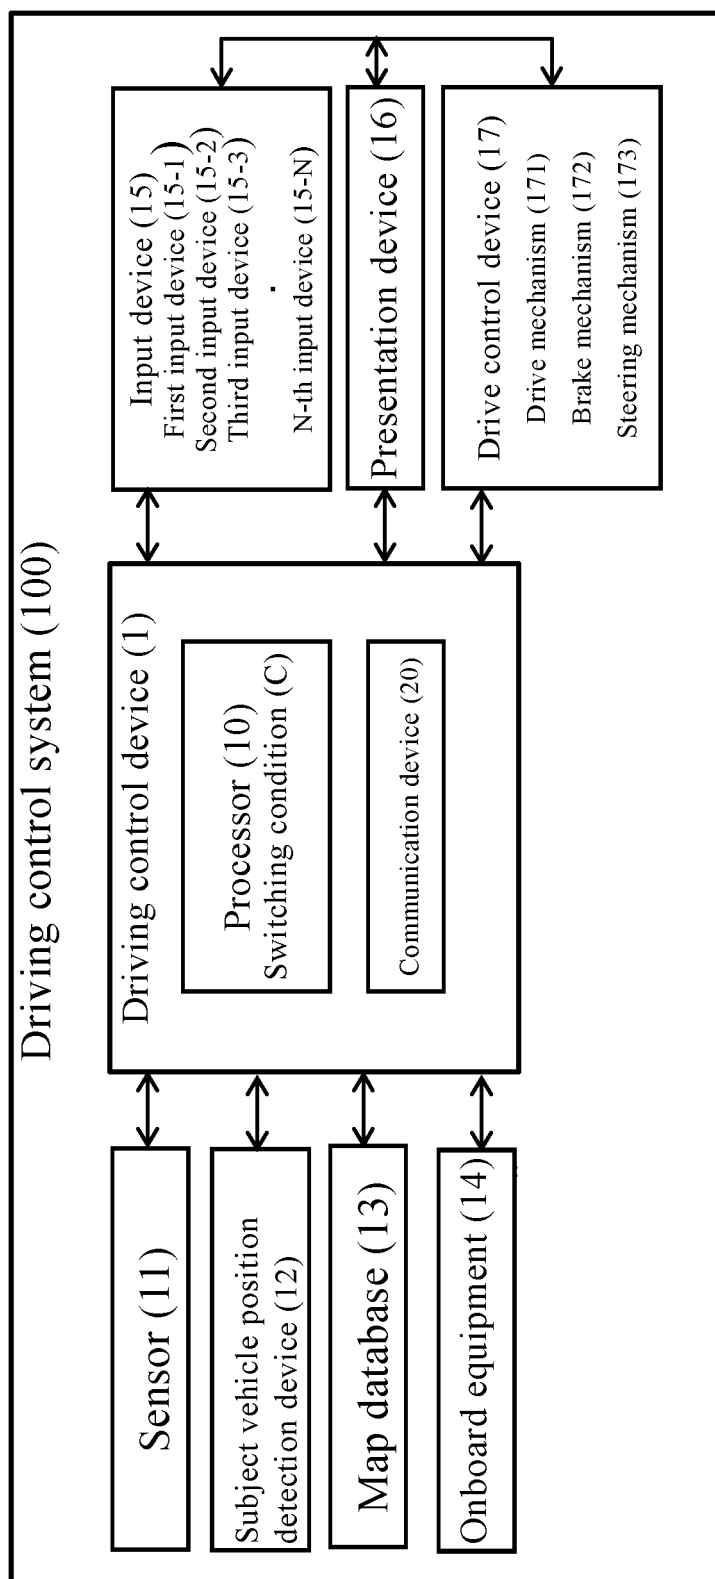 Driving control system (100)
Sensor (11)
Subject vehicle position
detection device (12)
Map database (13)
Onboard equipment (14)
Driving control device (1)
Processor (10)
Switching condition (C)
Communication device (20)
Input device (15)
First input device (15-1)
Second input device (15-2)
Third input device (15-3)
N-th input device (15-N)
Presentation device (16)
Drive control device (17)
Drive mechanism (171)
Brake mechanism (172)
Steering mechanism (173)